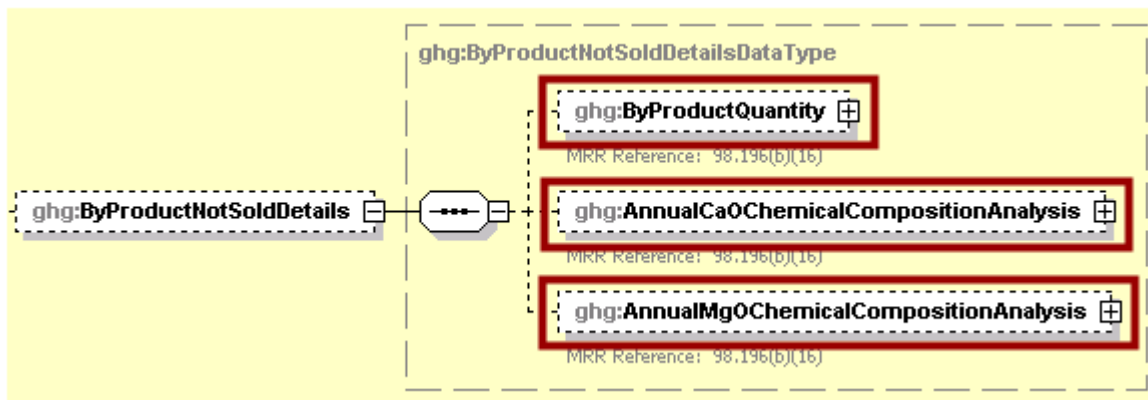 ghg:ByProductNotSoldDetailsDataType
ghg:ByProductQuantity
MRR Reference: 98.196(b)(16)
ghg:ByProductNotSoldDetails
ghg:AnnualCaOChemicalCompositionAnalysis
MRR Reference: 98.196(b)(16)
ghg:AnnualMgOChemicalCompositionAnalysis
MRR Reference: 98.196(b)(16)